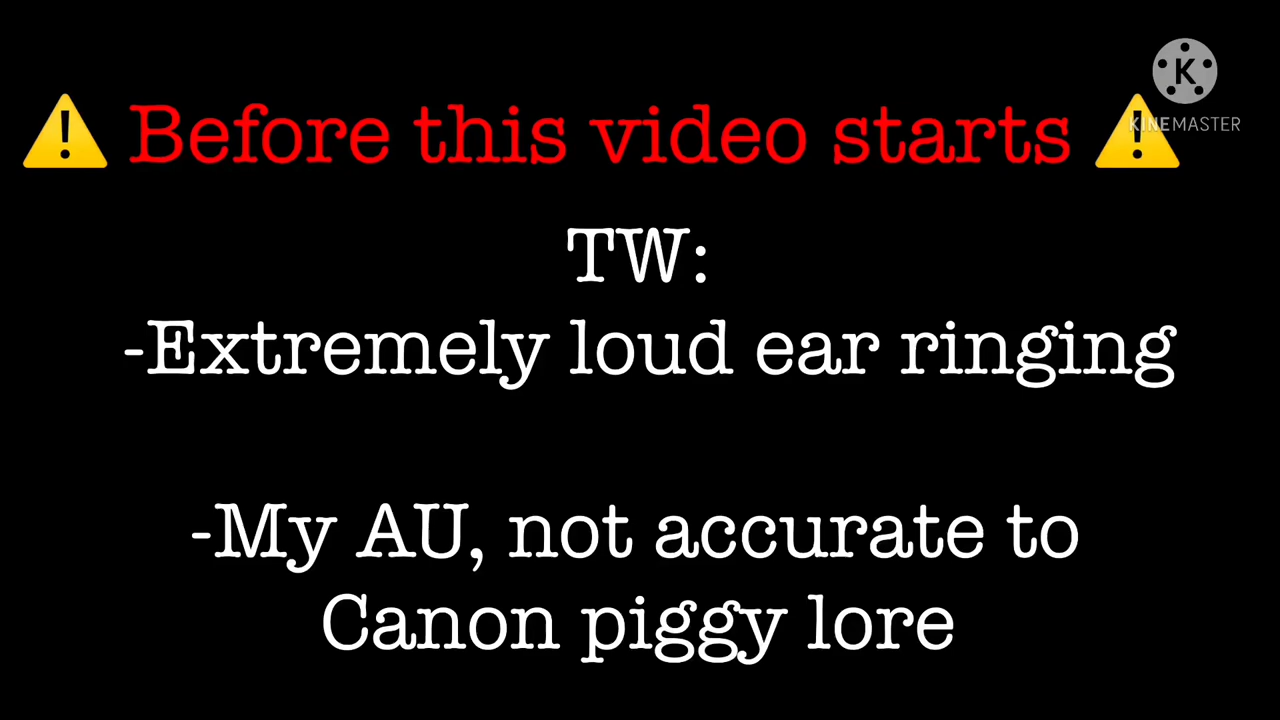 ⚠️ Before this video starts ⚠️
K
KINEMASTER
TW:
-Extremely loud ear ringing
-My AU, not accurate to
Canon piggy lore